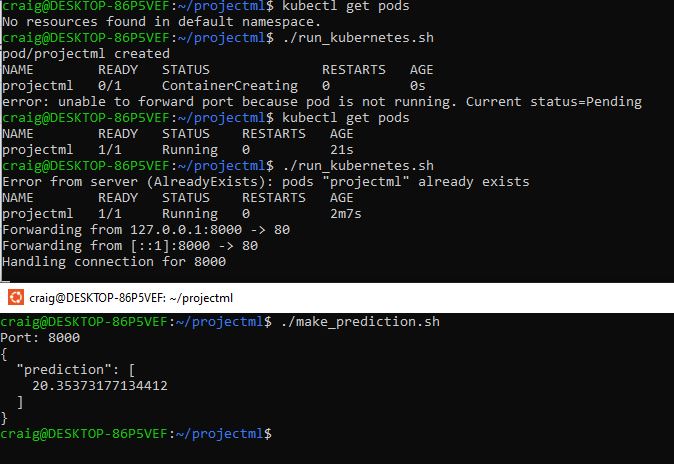 craig@DESKTOP-86P5VEF:~/projectml$ kubectl get pods
No resources found in default namespace.
craig@DESKTOP-86P5VEF:~/projectml$ ./run_kubernetes.sh
pod/projectml created
NAME        READY   STATUS              RESTARTS   AGE
projectml   0/1     ContainerCreating   0          0s
error: unable to forward port because pod is not running. Current status=Pending
craig@DESKTOP-86P5VEF:~/projectml$ kubectl get pods
NAME        READY   STATUS    RESTARTS   AGE
projectml   1/1     Running   0          21s
craig@DESKTOP-86P5VEF:~/projectml$ ./run_kubernetes.sh
Error from server (AlreadyExists): pods "projectml" already exists
NAME        READY   STATUS    RESTARTS   AGE
projectml   1/1     Running   0          2m7s
Forwarding from 127.0.0.1:8000 -> 80
Forwarding from [::1]:8000 -> 80
Handling connection for 8000
craig@DESKTOP-86P5VEF: ~/projectml
craig@DESKTOP-86P5VEF:~/projectml$ ./make_prediction.sh
Port: 8000
{
  "prediction": [
    20.35373177134412
  ]
}
craig@DESKTOP-86P5VEF:~/projectml$